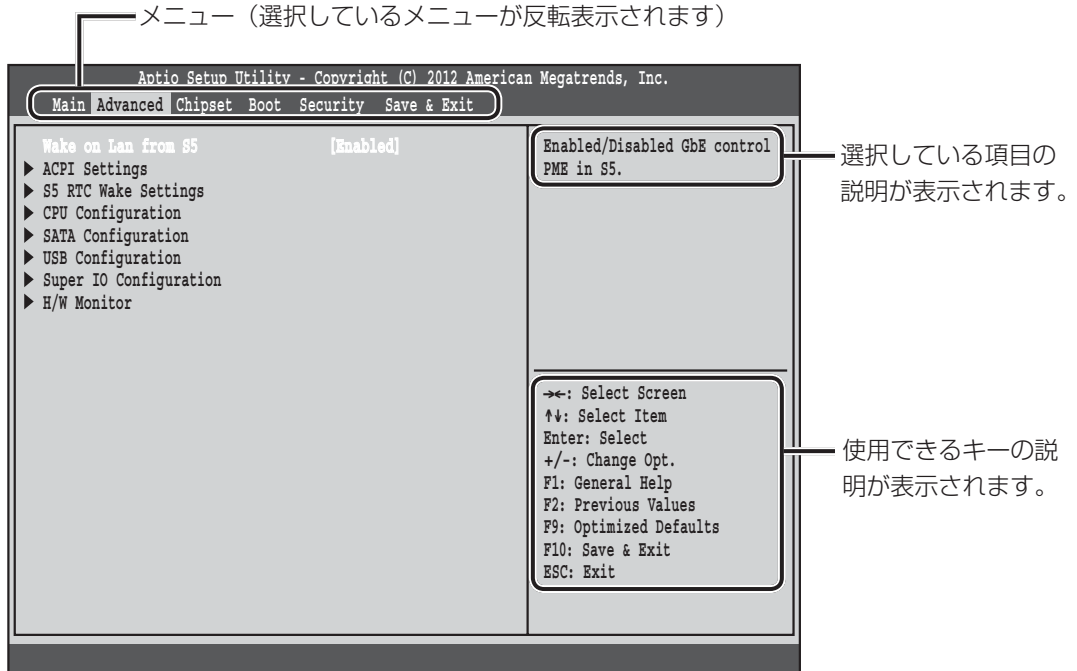 メニュー（選択しているメニューが反転表示されます）
Aptio Setup Utility - Copyright (C) 2012 American Megatrends, Inc.
Main Advanced Chipset Boot Security Save & Exit
Wake on Lan from S5 [Enabled]
▶ ACPI Settings
▶ S5 RTC Wake Settings
▶ CPU Configuration
▶ SATA Configuration
▶ USB Configuration
▶ Super IO Configuration
▶ H/W Monitor
Enabled/Disabled GbE control
PME in S5.
選択している項目の
説明が表示されます。
→←: Select Screen
↑↓: Select Item
Enter: Select
+/-: Change Opt.
F1: General Help
F2: Previous Values
F9: Optimized Defaults
F10: Save & Exit
ESC: Exit
使用できるキーの説
明が表示されます。